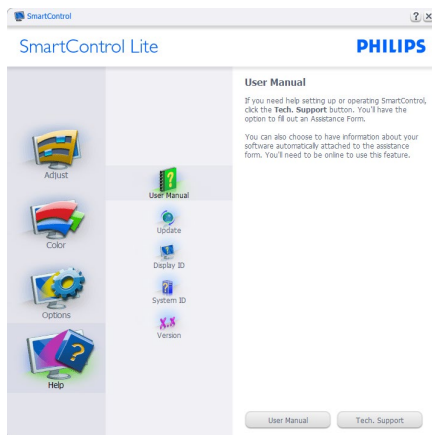 SmartControl
SmartControl Lite
PHILIPS
Adjust
Color
Options
Help
User Manual
Update
Display ID
System ID
X.X
Version
User Manual
If you need help setting up or operating SmartControl,
click the Tech. Support button. You'll have the
option to fill out an Assistance Form.
You can also choose to have information about your
software automatically attached to the assistance
form. You'll need to be online to use this feature.
User Manual
Tech. Support